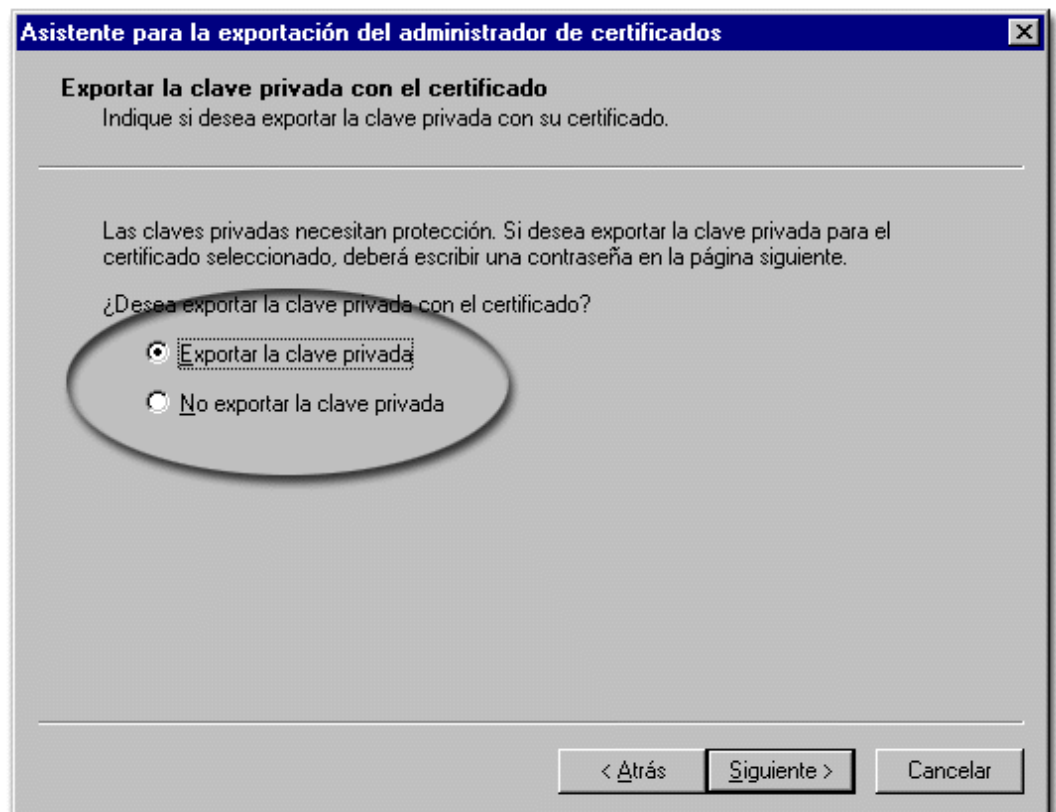 Asistente para la exportación del administrador de certificados
Exportar la clave privada con el certificado
Indique si desea exportar la clave privada con su certificado.
Las claves privadas necesitan protección. Si desea exportar la clave privada para el
certificado seleccionado, deberá escribir una contraseña en la página siguiente.
¿Desea exportar la clave privada con el certificado?
Exportar la clave privada
No exportar la clave privada
< Atrás Siguiente > Cancelar